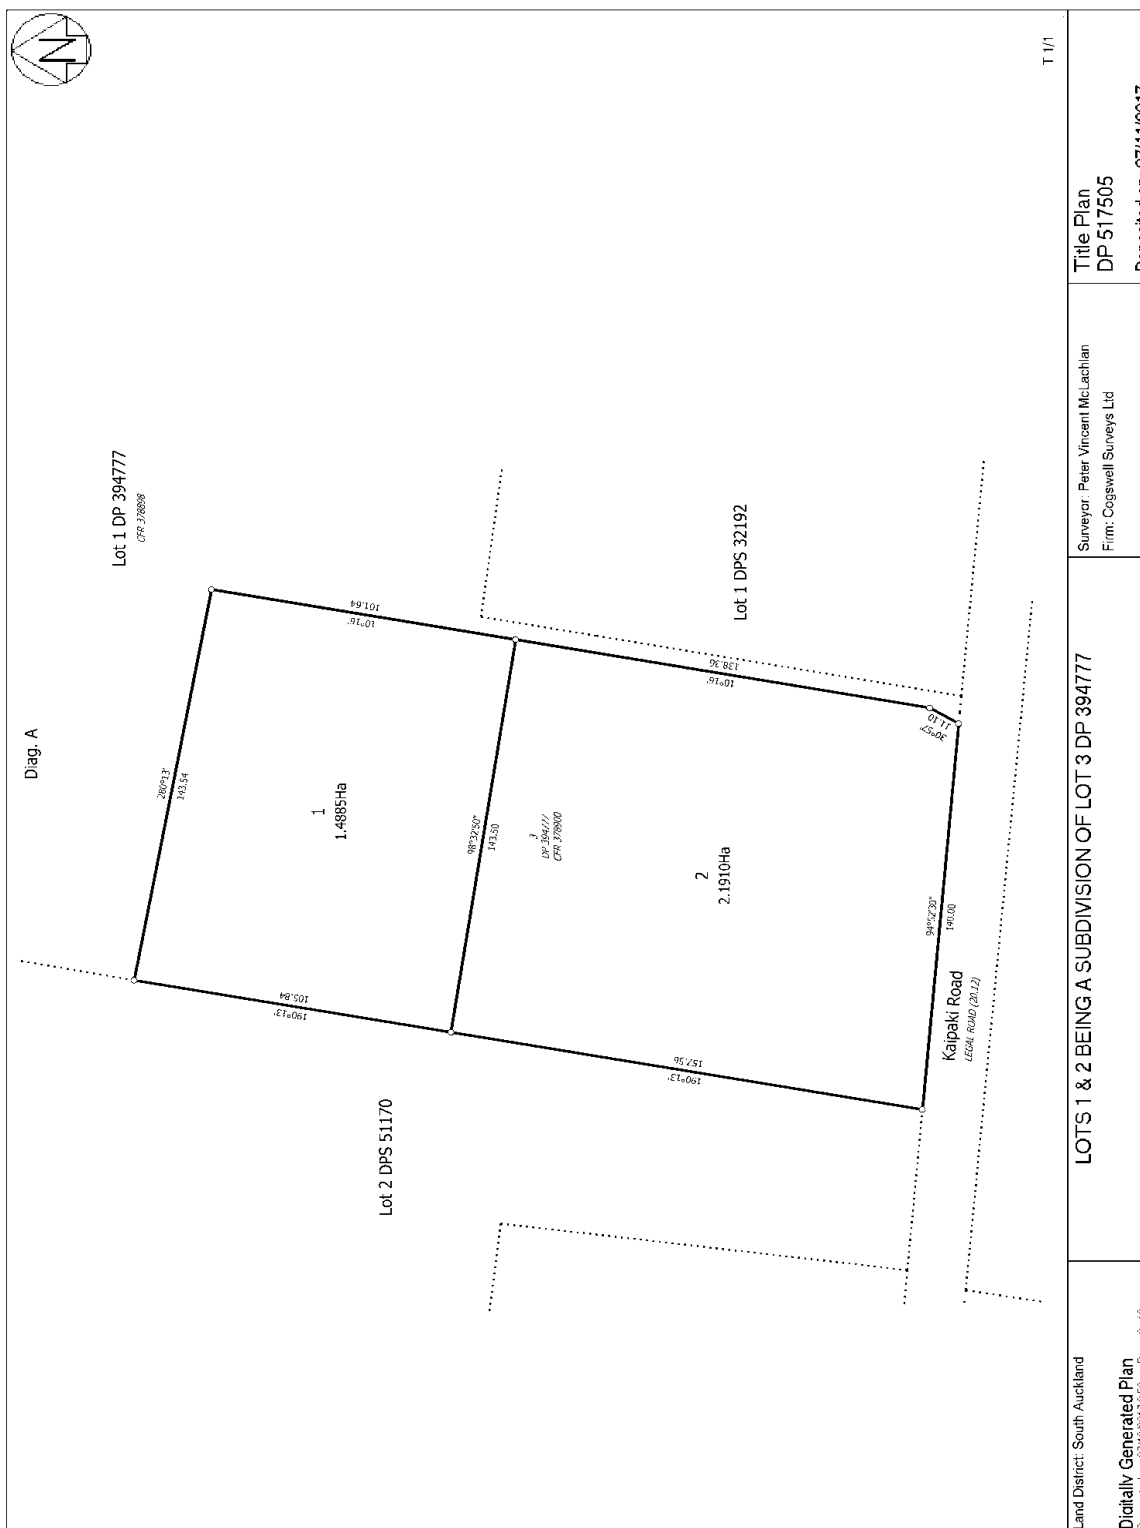 N
T 1/1
Diag. A
Lot 1 DP 394777
CFR 378898
280°13'
143.54
101.64
10°16'
1
1.4885Ha
190°13'
105.84
98°32'50"
143.50
3
DP 394777
CFR 378900
Lot 1 DPS 32192
138.36
10°16'
2
2.1910Ha
157.56
190°13'
Lot 2 DPS 51170
11.10
30°57'
94°52'30"
140.00
Kaipaki Road
LEGAL ROAD (20.12)
Land District: South Auckland
Digitally Generated Plan
LOTS 1 & 2 BEING A SUBDIVISION OF LOT 3 DP 394777
Surveyor: Peter Vincent McLachlan
Firm: Cogswell Surveys Ltd
Title Plan
DP 517505